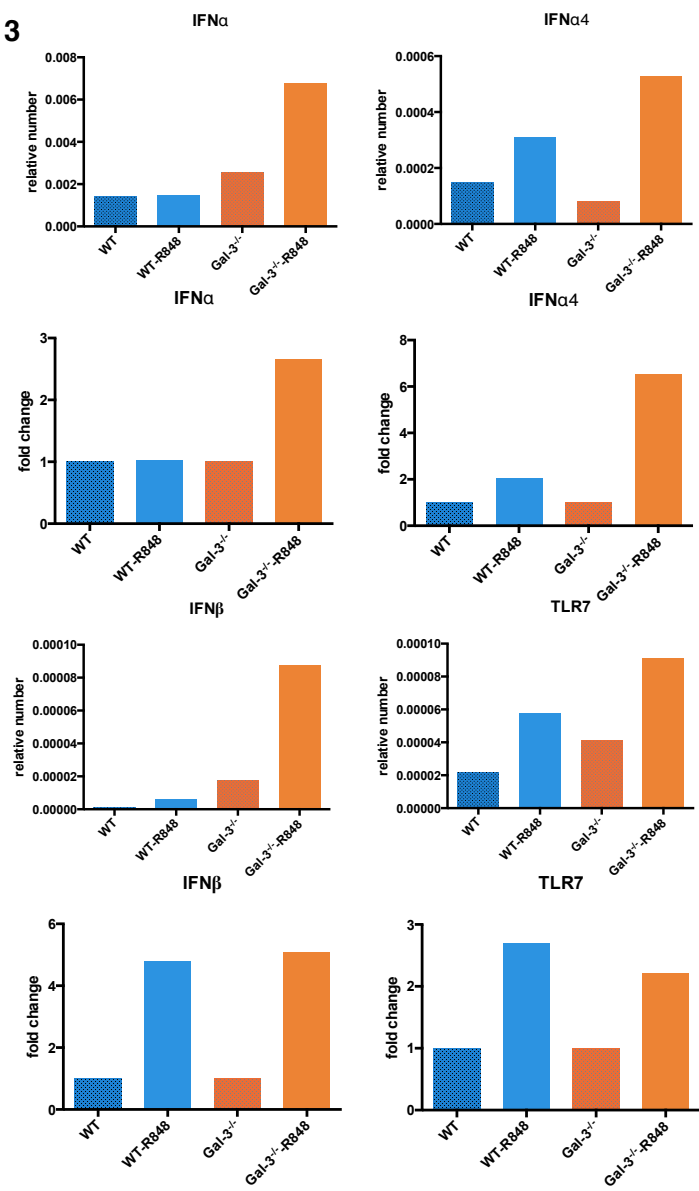 3
IFNα
relative number
0.008
0.006
0.004
0.002
0.000
WT
WT-R848
Gal-3-/-
Gal-3-/--R848
IFNα4
relative number
0.0006
0.0004
0.0002
0.0000
WT
WT-R848
Gal-3-/-
Gal-3-/--R848
IFNα
fold change
3
2
1
0
WT
WT-R848
Gal-3-/-
Gal-3-/--R848
IFNα4
fold change
8
6
4
2
0
WT
WT-R848
Gal-3-/-
Gal-3-/--R848
IFNβ
relative number
0.00010
0.00008
0.00006
0.00004
0.00002
0.00000
WT
WT-R848
Gal-3-/-
Gal-3-/--R848
TLR7
relative number
0.00010
0.00008
0.00006
0.00004
0.00002
0.00000
WT
WT-R848
Gal-3-/-
Gal-3-/--R848
IFNβ
fold change
6
4
2
0
WT
WT-R848
Gal-3-/-
Gal-3-/--R848
TLR7
fold change
3
2
1
0
WT
WT-R848
Gal-3-/-
Gal-3-/--R848